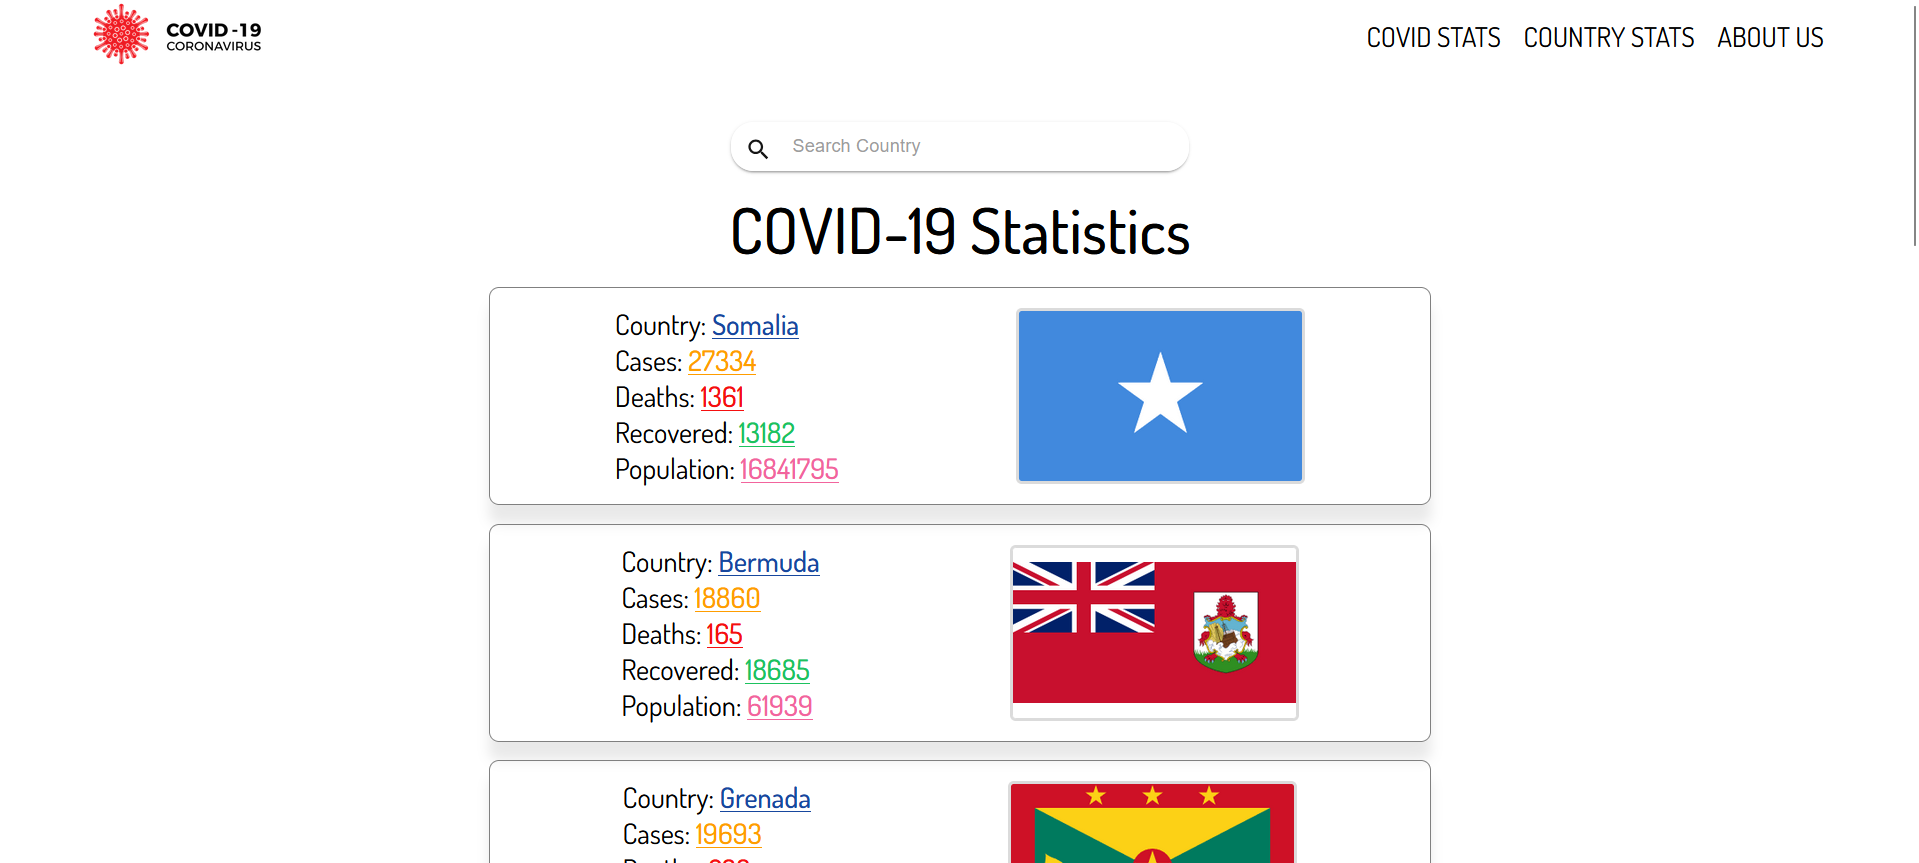 COVID -19
CORONAVIRUS
COVID STATS COUNTRY STATS ABOUT US
Search Country
COVID-19 Statistics
Country: Somalia
Cases: 27334
Deaths: 1361
Recovered: 13182
Population: 16841795
Country: Bermuda
Cases: 18860
Deaths: 165
Recovered: 18685
Population: 61939
Country: Grenada
Cases: 19693